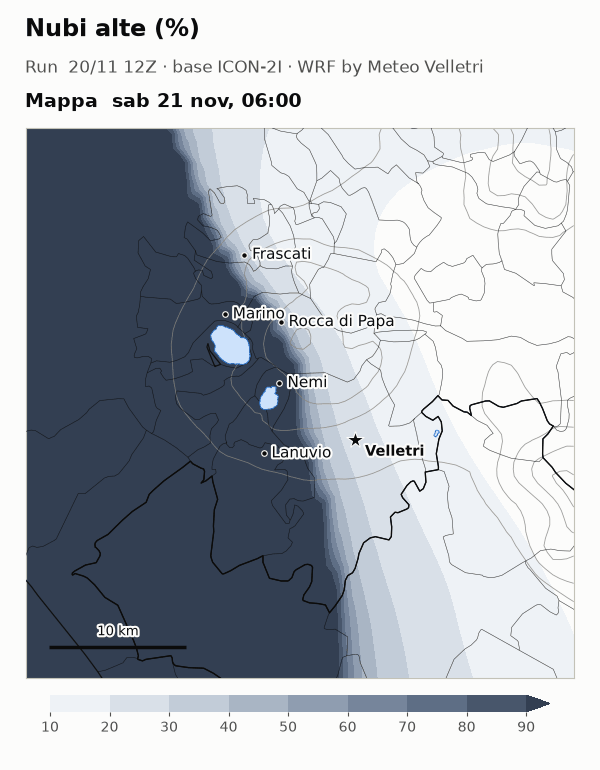 Nubi alte (%)
Run  20/11 12Z · base ICON-2I · WRF by Meteo Velletri
Mappa  sab 21 nov, 06:00
Frascati
Marino
Rocca di Papa
Nemi
Velletri
Lanuvio
10 km
10 20 30 40 50 60 70 80 90